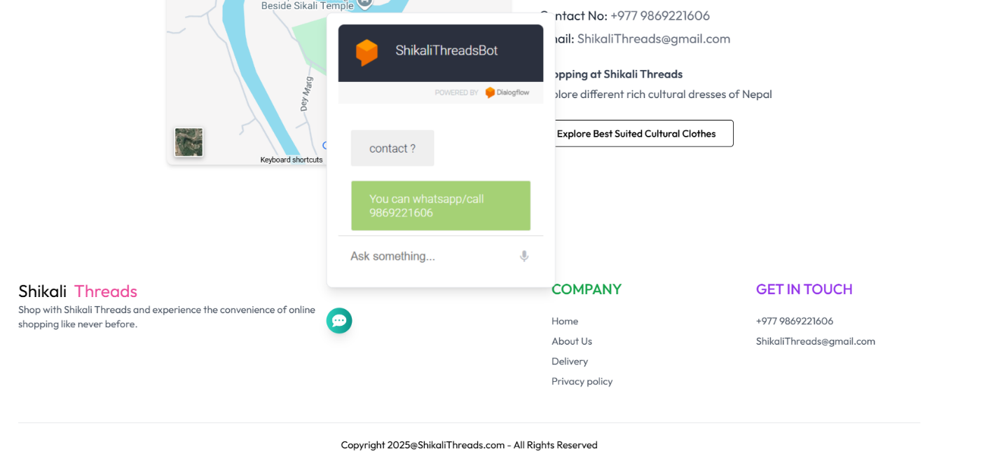 Beside Sikali Temple
Dey Marg
Keyboard shortcuts
ntact No: +977 9869221606
ail: ShikaliThreads@gmail.com
opping at Shikali Threads
lore different rich cultural dresses of Nepal
Explore Best Suited Cultural Clothes
ShikaliThreadsBot
POWERED BY Dialogflow
contact ?
You can whatsapp/call
9869221606
Ask something...
Shikali Threads
Shop with Shikali Threads and experience the convenience of online
shopping like never before.
COMPANY
Home
About Us
Delivery
Privacy policy
GET IN TOUCH
+977 9869221606
ShikaliThreads@gmail.com
Copyright 2025@ShikaliThreads.com - All Rights Reserved